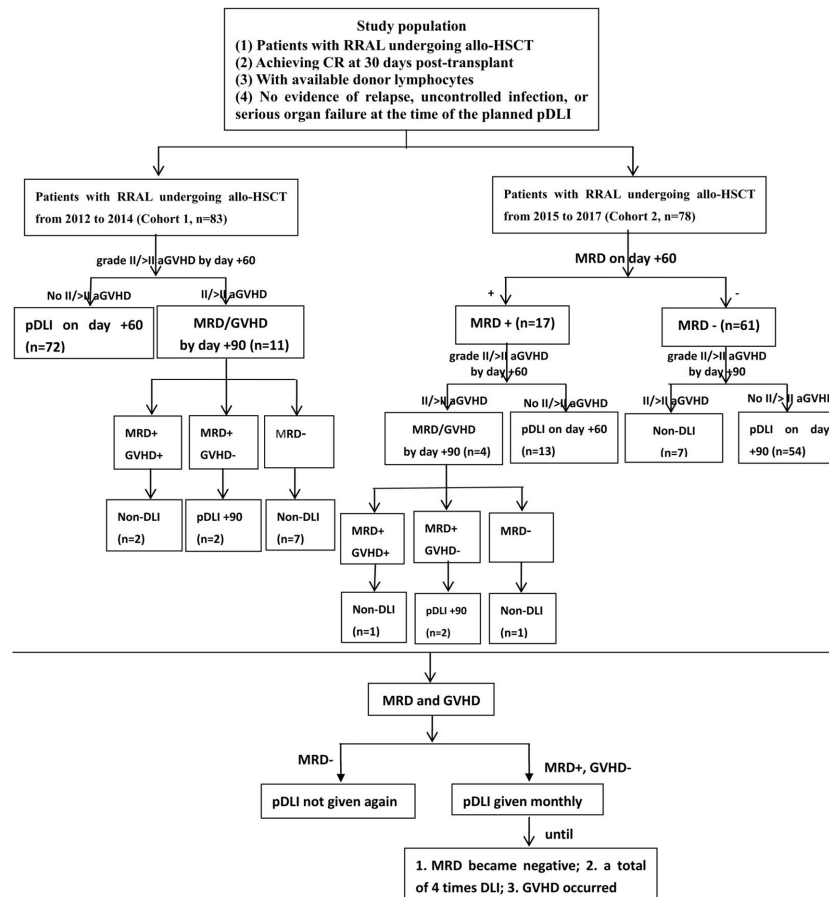 Study population
(1) Patients with RRAL undergoing allo-HSCT
(2) Achieving CR at 30 days post-transplant
(3) With available donor lymphocytes
(4) No evidence of relapse, uncontrolled infection, or
serious organ failure at the time of the planned pDLI
Patients with RRAL undergoing allo-HSCT
from 2012 to 2014 (Cohort 1, n=83)
Patients with RRAL undergoing allo-HSCT
from 2015 to 2017 (Cohort 2, n=78)
grade II/>II aGVHD by day +60
No II/>II aGVHD
II/>II aGVHD
pDLI on day +60
(n=72)
MRD/GVHD
by day +90 (n=11)
MRD+
GVHD+
MRD+
GVHD-
MRD-
Non-DLI
(n=2)
pDLI +90
(n=2)
Non-DLI
(n=7)
MRD on day +60
+
-
MRD + (n=17)
MRD - (n=61)
grade II/>II aGVHD
by day +60
grade II/>II aGVHD
by day +90
II/>II aGVHD
No II/>II aGVHD
II/>II aGVHD
No II/> II aGVHD
MRD/GVHD
by day +90 (n=4)
pDLI on day +60
(n=13)
Non-DLI
(n=7)
pDLI on day
+90 (n=54)
MRD+
GVHD+
MRD+
GVHD-
MRD-
Non-DLI
(n=1)
pDLI +90
(n=2)
Non-DLI
(n=1)
MRD and GVHD
MRD-
MRD+, GVHD-
pDLI not given again
pDLI given monthly
until
1. MRD became negative; 2. a total
of 4 times DLI; 3. GVHD occurred